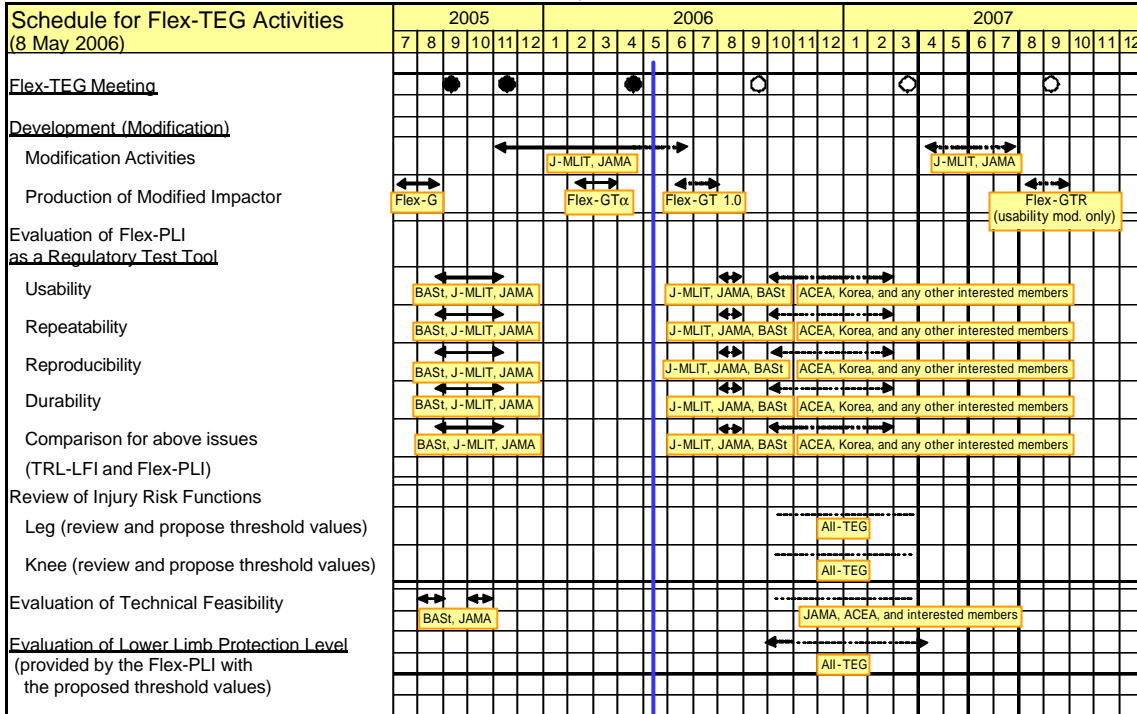 Schedule for Flex-TEG Activities 2005 2006 2007
(8 May 2006) 7 8 9 10 11 12 1 2 3 4 5 6 7 8 9 10 11 12 1 2 3 4 5 6 7 8 9 10 11 12
Flex-TEG Meeting
Development (Modification)
Modification Activities
J-MLIT, JAMA J-MLIT, JAMA
Production of Modified Impactor
Flex-G Flex-GTα Flex-GT 1.0 Flex-GTR
(usability mod. only)
Evaluation of Flex-PLI
as a Regulatory Test Tool
Usability
BASt, J-MLIT, JAMA J-MLIT, JAMA, BASt ACEA, Korea, and any other interested members
Repeatability
BASt, J-MLIT, JAMA J-MLIT, JAMA, BASt ACEA, Korea, and any other interested members
Reproducibility
BASt, J-MLIT, JAMA J-MLIT, JAMA, BASt ACEA, Korea, and any other interested members
Durability
BASt, J-MLIT, JAMA J-MLIT, JAMA, BASt ACEA, Korea, and any other interested members
Comparison for above issues
BASt, J-MLIT, JAMA J-MLIT, JAMA, BASt ACEA, Korea, and any other interested members
(TRL-LFI and Flex-PLI)
Review of Injury Risk Functions
Leg (review and propose threshold values)
All-TEG
Knee (review and propose threshold values)
All-TEG
Evaluation of Technical Feasibility
BASt, JAMA JAMA, ACEA, and interested members
Evaluation of Lower Limb Protection Level
(provided by the Flex-PLI with All-TEG
the proposed threshold values)